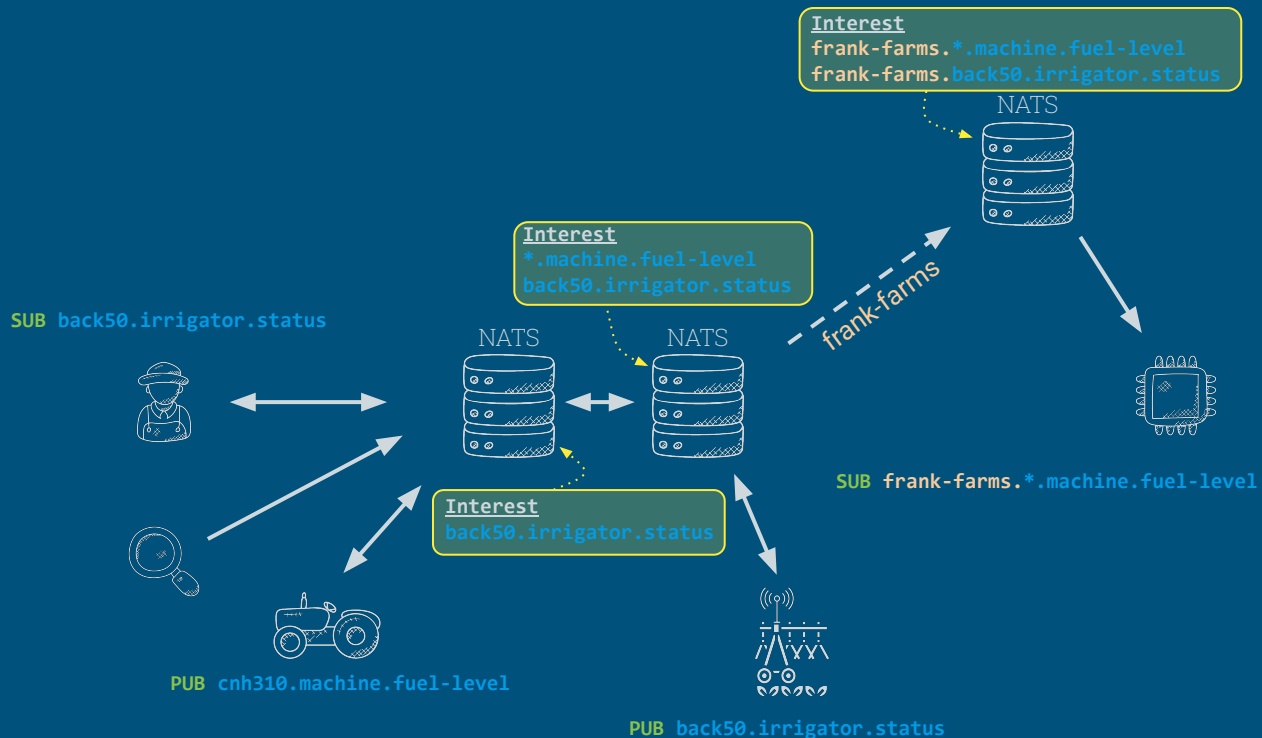 Interest
frank-farms.*.machine.fuel-level
frank-farms.back50.irrigator.status
NATS
Interest
*.machine.fuel-level
back50.irrigator.status
frank-farms
SUB back50.irrigator.status
NATS
NATS
SUB frank-farms.*.machine.fuel-level
Interest
back50.irrigator.status
PUB cnh310.machine.fuel-level
PUB back50.irrigator.status